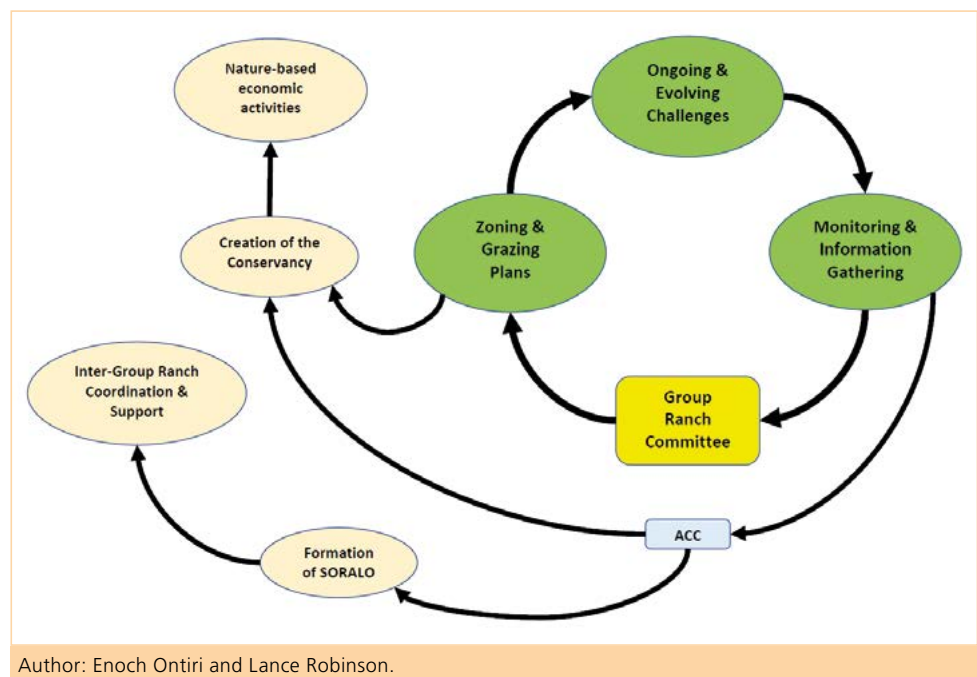 Nature-based
economic
activities
Ongoing &
Evolving
Challenges
Creation of the
Conservancy
Zoning &
Grazing
Plans
Monitoring &
Information
Gathering
Inter-Group Ranch
Coordination &
Support
Group
Ranch
Committee
ACC
Formation
of SORALO
Author: Enoch Ontiri and Lance Robinson.